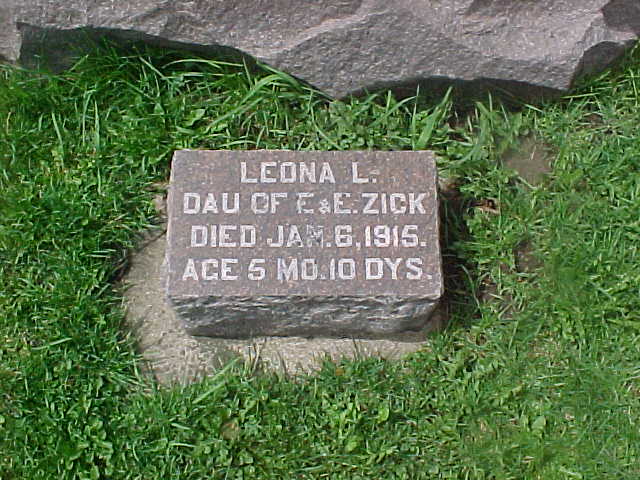 LEONA L.
DAU OF E & E. ZICK
DIED JAN. 6, 1915.
AGE 5 MO. 10 DYS.